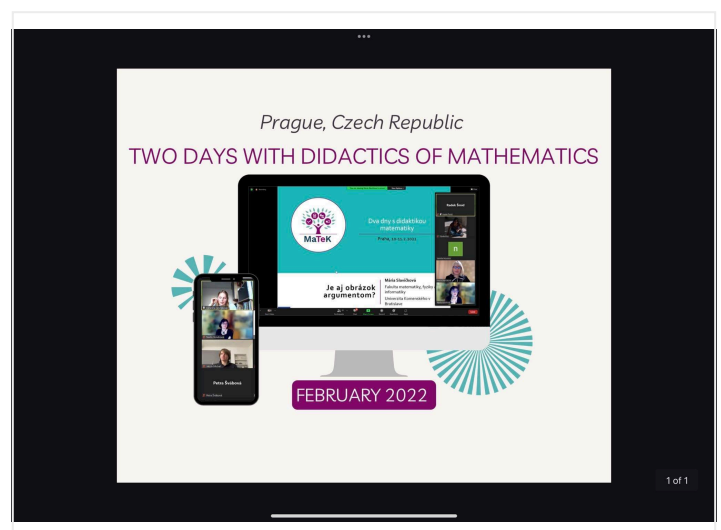 Prague, Czech Republic
TWO DAYS WITH DIDACTICS OF MATHEMATICS
MaTeK
Dva dny s didaktikou
matematiky
Je aj obrázok
argumentom?
Mária Slavíčková
Fakulta matematiky, fyziky
informatiky
Univerzita Komenského v
Bratislave
n
Petra Švábová
FEBRUARY 2022
1 of 1